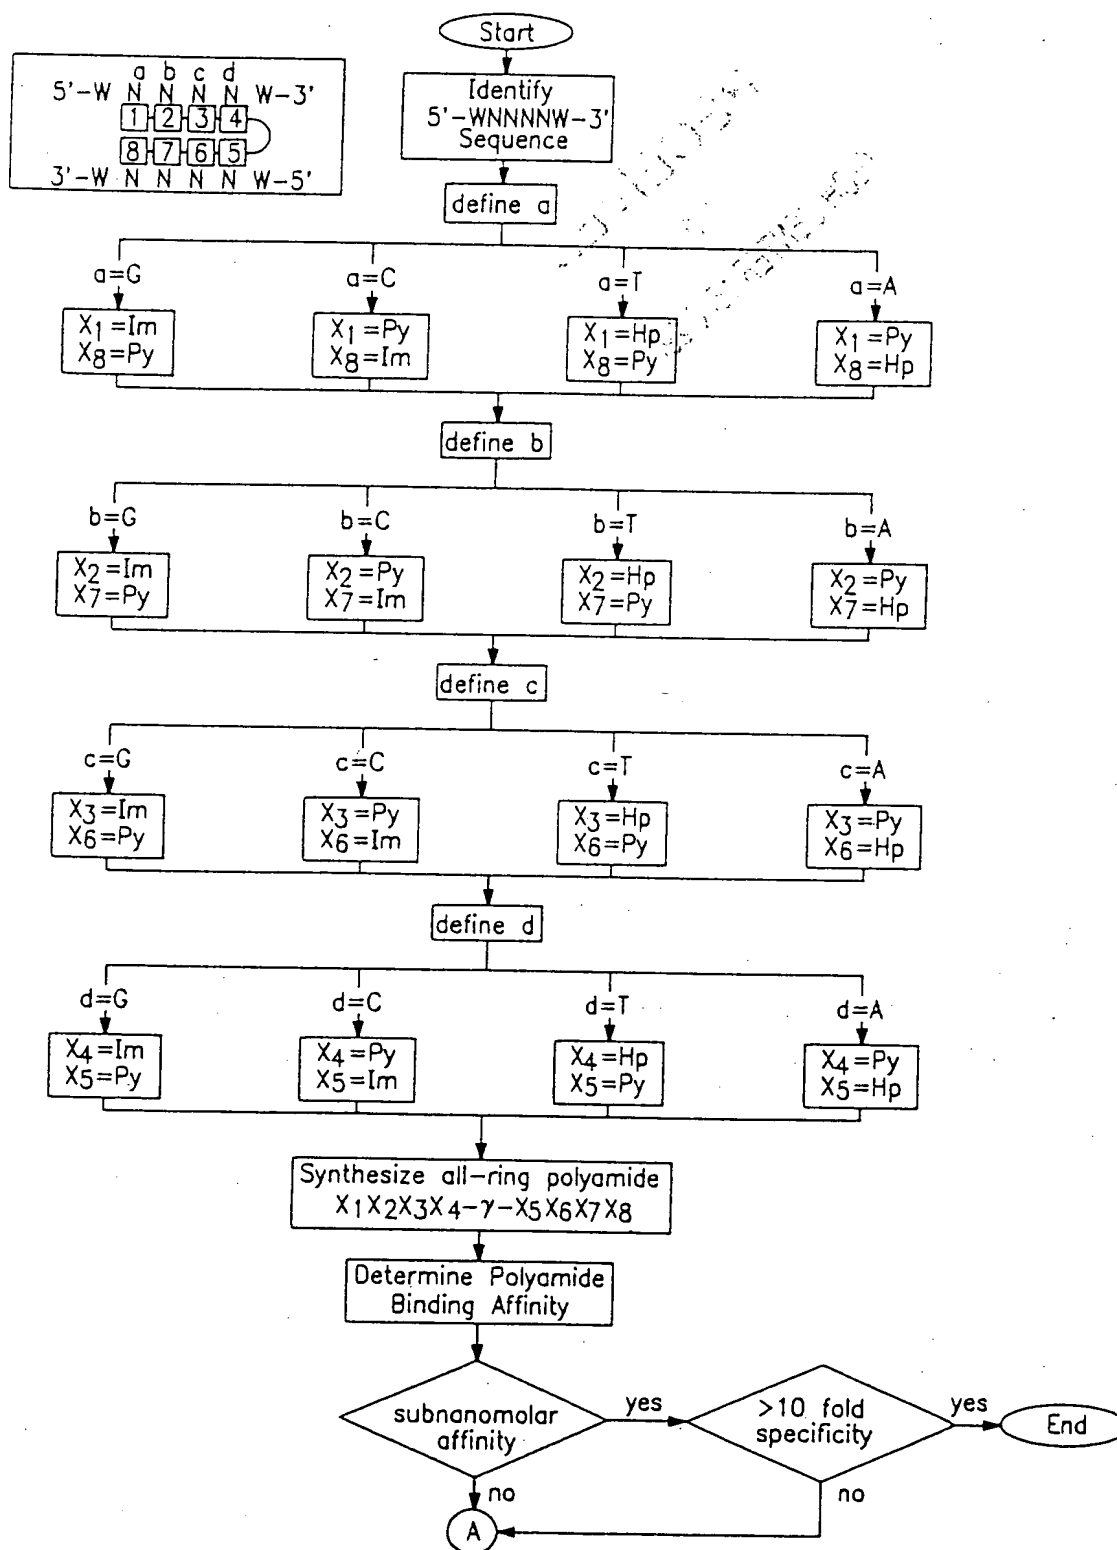 Start
a b c d
5'-W N N N N W-3'
1 2 3 4
8 7 6 5
3'-W N N N N W-5'
Identify
5'-WNNNNW-3'
Sequence
define a
a=G
a=C
a=T
a=A
X1=Im
X8=Py
X1=Py
X8=Im
X1=Hp
X8=Py
X1=Py
X8=Hp
define b
b=G
b=C
b=T
b=A
X2=Im
X7=Py
X2=Py
X7=Im
X2=Hp
X7=Py
X2=Py
X7=Hp
define c
c=G
c=C
c=T
c=A
X3=Im
X6=Py
X3=Py
X6=Im
X3=Hp
X6=Py
X3=Py
X6=Hp
define d
d=G
d=C
d=T
d=A
X4=Im
X5=Py
X4=Py
X5=Im
X4=Hp
X5=Py
X4=Py
X5=Hp
Synthesize all-ring polyamide
X1X2X3X4-γ-X5X6X7X8
Determine Polyamide
Binding Affinity
subnanomolar
affinity
yes
>10 fold
specificity
yes
End
no
no
A